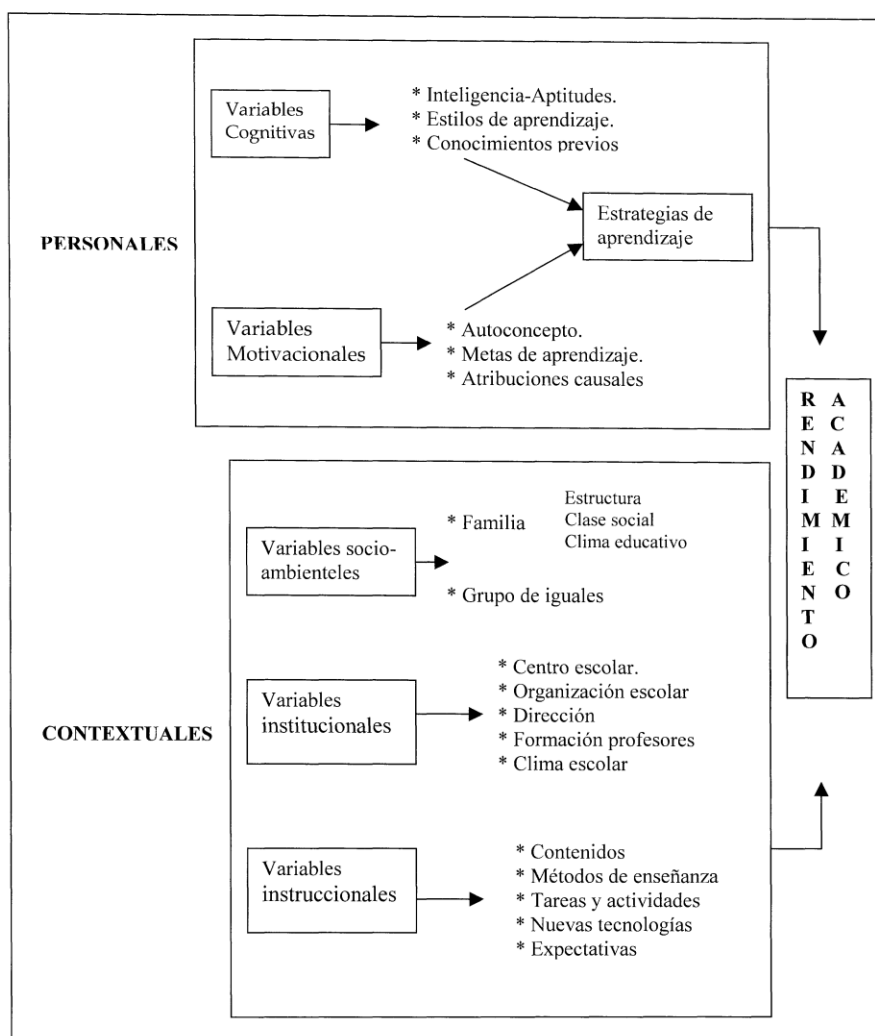 Variables
Cognitivas
* Inteligencia-Aptitudes.
* Estilos de aprendizaje.
* Conocimientos previos
Estrategias de
aprendizaje
PERSONALES
Variables
Motivacionales
* Autoconcepto.
* Metas de aprendizaje.
* Atribuciones causales
RENDIMIENTO
ACADEMICO
Estructura
* Familia
Clase social
Clima educativo
Variables socio-
ambienteles
* Grupo de iguales
* Centro escolar.
* Organización escolar
Variables
institucionales
* Dirección
* Formación profesores
* Clima escolar
CONTEXTUALES
Variables
instruccionales
* Contenidos
* Métodos de enseñanza
* Tareas y actividades
* Nuevas tecnologías
* Expectativas